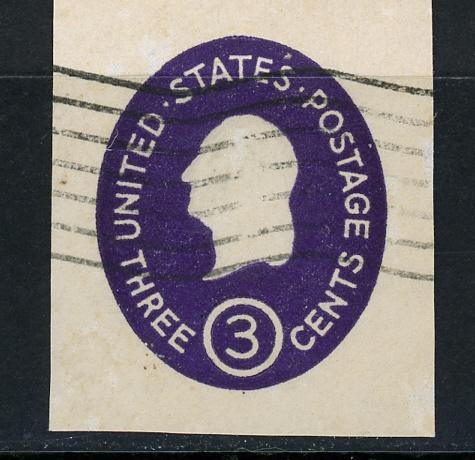 UNITED·STATES·POSTAGE
THREE CENTS
3